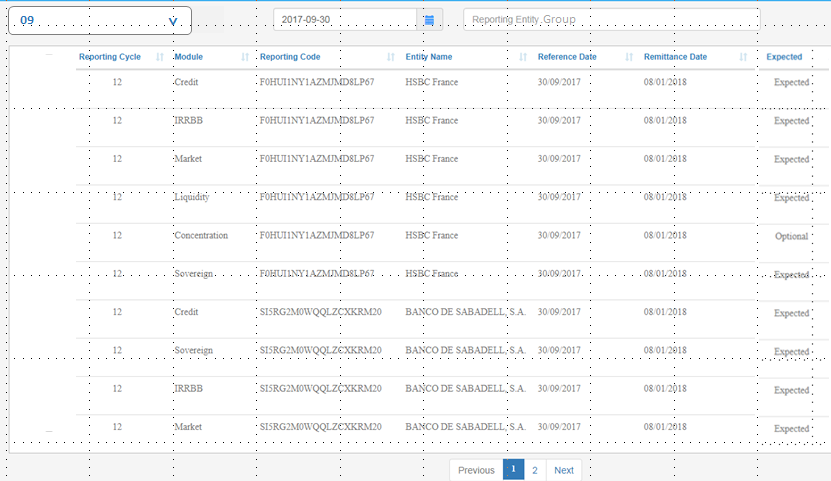 09 2017-09-30 Reporting Entity.Group
Reporting Cycle Module Reporting Code Entity Name Reference Date Remittance Date Expected
12 Credit F0HUI1NY1AZMJMD8LP67 HSBC France 30/09/2017 08/01/2018 Expected
12 IRRBB F0HUI1NY1AZMJMD8LP67 HSBC France 30/09/2017 08/01/2018 Expected
12 Market F0HUI1NY1AZMJMD8LP67 HSBC France 30/09/2017 08/01/2018 Expected
12 Liquidity F0HUI1NY1AZMJMD8LP67 HSBC France 30/09/2017 08/01/2018 Expected
12 Concentration F0HUI1NY1AZMJMD8LP67 HSBC France 30/09/2017 08/01/2018 Optional
12 Sovereign F0HUI1NY1AZMJMD8LP67 HSBC France 30/09/2017 08/01/2018 Expected
12 Credit SI5RG2M0WQQLZCXKRM20 BANCO DE SABADELL, S.A. 30/09/2017 08/01/2018 Expected
12 Sovereign SI5RG2M0WQQLZCXKRM20 BANCO DE SABADELL, S.A. 30/09/2017 08/01/2018 Expected
12 IRRBB SI5RG2M0WQQLZCXKRM20 BANCO DE SABADELL, S.A. 30/09/2017 08/01/2018 Expected
12 Market SI5RG2M0WQQLZCXKRM20 BANCO DE SABADELL, S.A. 30/09/2017 08/01/2018 Expected
Previous 1 2 Next